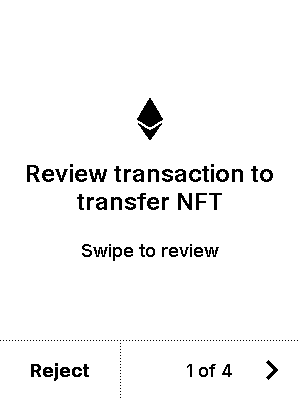 Review transaction to
transfer NFT
Swipe to review
Reject
1 of 4